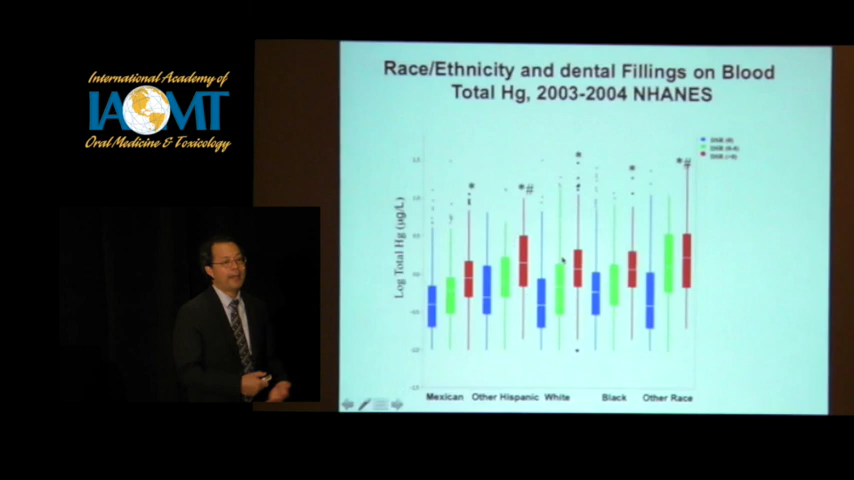 International Academy of
IAOMT
Oral Medicine & Toxicology
Race/Ethnicity and dental Fillings on Blood
Total Hg, 2003-2004 NHANES
Log Total Hg (µg/L)
* *# * * *#
Mexican Other Hispanic White Black Other Race